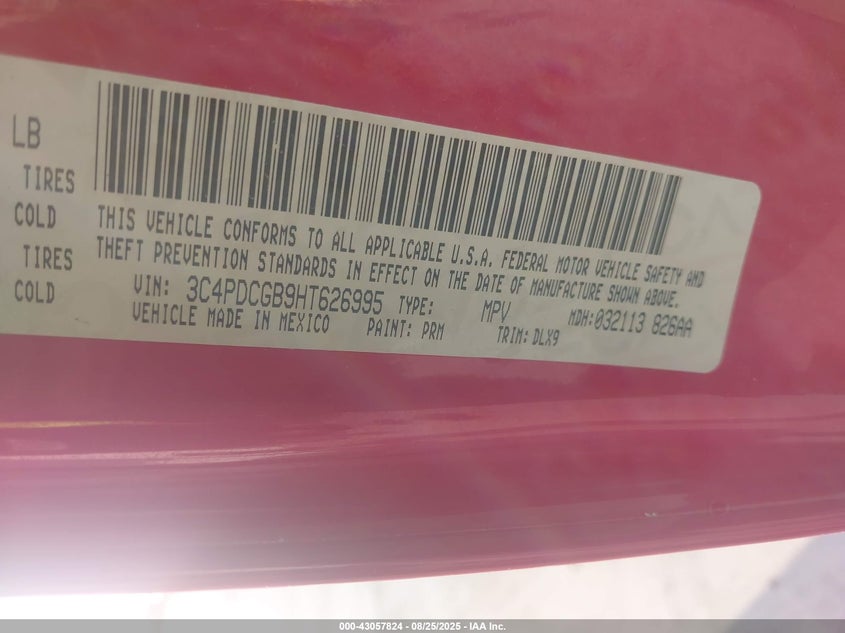 LB
TIRES
COLD
TIRES
COLD
THIS VEHICLE CONFORMS TO ALL APPLICABLE U.S.A. FEDERAL MOTOR VEHICLE SAFETY AND
THEFT PREVENTION STANDARDS IN EFFECT ON THE DATE OF MANUFACTURE SHOWN ABOVE.
VIN: 3C4PDCGB9HT626995 TYPE: MPV MDH:032113 826AA
VEHICLE MADE IN MEXICO PAINT: PRM TRIM: DLX9
000-43057824 - 08/25/2025 - IAA Inc.